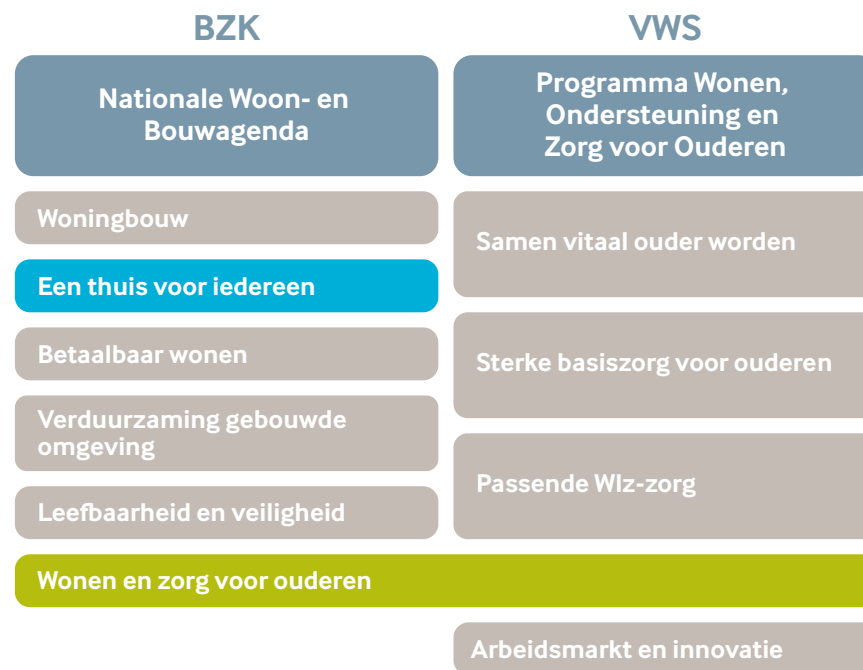 BZK
Nationale Woon- en
Bouwagenda
Woningbouw
Een thuis voor iedereen
Betaalbaar wonen
Verduurzaming gebouwde
omgeving
Leefbaarheid en veiligheid
VWS
Programma Wonen,
Ondersteuning en
Zorg voor Ouderen
Samen vitaal ouder worden
Sterke basiszorg voor ouderen
Passende Wlz-zorg
Wonen en zorg voor ouderen
Arbeidsmarkt en innovatie